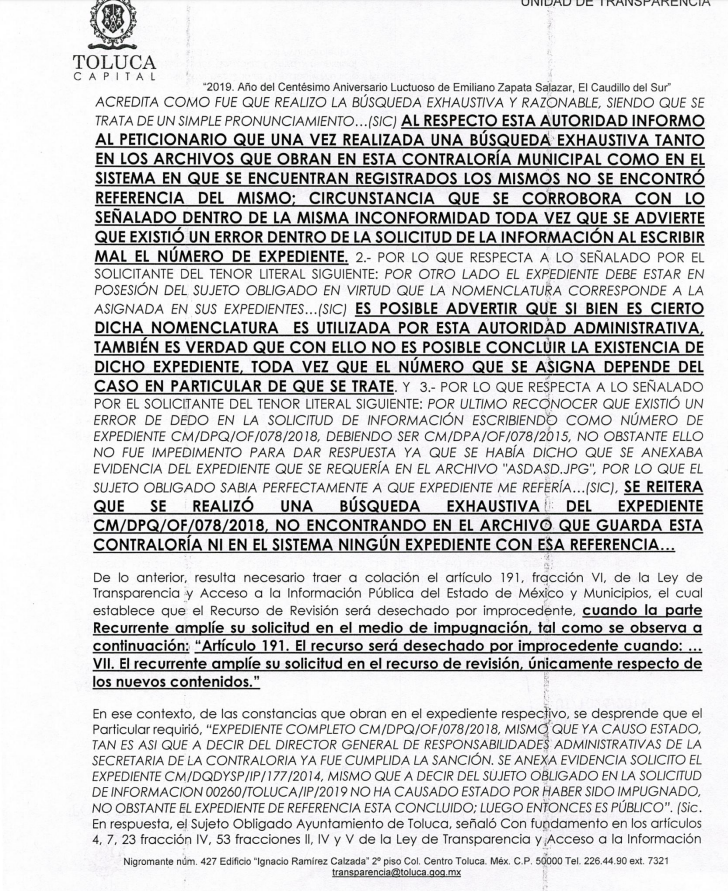 UNIDAD DE TRANSPARENCIA
TOLUCA
CAPITAL
“2019. Año del Centésimo Aniversario Luctuoso de Emiliano Zapata Salazar, El Caudillo del Sur”
ACREDITA COMO FUE QUE REALIZO LA BÚSQUEDA EXHAUSTIVA Y RAZONABLE, SIENDO QUE SE
TRATA DE UN SIMPLE PRONUNCIAMIENTO…(SIC) AL RESPECTO ESTA AUTORIDAD INFORMO
AL PETICIONARIO QUE UNA VEZ REALIZADA UNA BÚSQUEDA EXHAUSTIVA TANTO
EN LOS ARCHIVOS QUE OBRAN EN ESTA CONTRALORÍA MUNICIPAL COMO EN EL
SISTEMA EN QUE SE ENCUENTRAN REGISTRADOS LOS MISMOS NO SE ENCONTRÓ
REFERENCIA DEL MISMO; CIRCUNSTANCIA QUE SE CORROBORA CON LO
SEÑALADO DENTRO DE LA MISMA INCONFORMIDAD TODA VEZ QUE SE ADVIERTE
QUE EXISTIÓ UN ERROR DENTRO DE LA SOLICITUD DE LA INFORMACIÓN AL ESCRIBIR
MAL EL NÚMERO DE EXPEDIENTE. 2.- POR LO QUE RESPECTA A LO SEÑALADO POR EL
SOLICITANTE DEL TENOR LITERAL SIGUIENTE: POR OTRO LADO EL EXPEDIENTE DEBE ESTAR EN
POSESIÓN DEL SUJETO OBLIGADO EN VIRTUD QUE LA NOMENCLATURA CORRESPONDE A LA
ASIGNADA EN SUS EXPEDIENTES…(SIC) ES POSIBLE ADVERTIR QUE SI BIEN ES CIERTO
DICHA NOMENCLATURA ES UTILIZADA POR ESTA AUTORIDAD ADMINISTRATIVA,
TAMBIÉN ES VERDAD QUE CON ELLO NO ES POSIBLE CONCLUIR LA EXISTENCIA DE
DICHO EXPEDIENTE, TODA VEZ QUE EL NÚMERO QUE SE ASIGNA DEPENDE DEL
CASO EN PARTICULAR DE QUE SE TRATE. Y 3.- POR LO QUE RESPECTA A LO SEÑALADO
POR EL SOLICITANTE DEL TENOR LITERAL SIGUIENTE: POR ULTIMO RECONOCER QUE EXISTIÓ UN
ERROR DE DEDO EN LA SOLICITUD DE INFORMACIÓN ESCRIBIENDO COMO NÚMERO DE
EXPEDIENTE CM/DPQ/OF/078/2018, DEBIENDO SER CM/DPA/OF/078/2015, NO OBSTANTE ELLO
NO FUE IMPEDIMENTO PARA DAR RESPUESTA YA QUE SE HABÍA DICHO QUE SE ANEXABA
EVIDENCIA DEL EXPEDIENTE QUE SE REQUERÍA EN EL ARCHIVO "ASDASD.JPG", POR LO QUE EL
SUJETO OBLIGADO SABIA PERFECTAMENTE A QUE EXPEDIENTE ME REFERÍA…(SIC), SE REITERA
QUE SE REALIZÓ UNA BÚSQUEDA EXHAUSTIVA DEL EXPEDIENTE
CM/DPQ/OF/078/2018, NO ENCONTRANDO EN EL ARCHIVO QUE GUARDA ESTA
CONTRALORÍA NI EN EL SISTEMA NINGÚN EXPEDIENTE CON ESA REFERENCIA…
De lo anterior, resulta necesario traer a colación el artículo 191, fracción VI, de la Ley de
Transparencia y Acceso a la Información Pública del Estado de México y Municipios, el cual
establece que el Recurso de Revisión será desechado por improcedente, cuando la parte
Recurrente amplíe su solicitud en el medio de impugnación, tal como se observa a
continuación: “Artículo 191. El recurso será desechado por improcedente cuando: …
VII. El recurrente amplíe su solicitud en el recurso de revisión, únicamente respecto de
los nuevos contenidos.”
En ese contexto, de las constancias que obran en el expediente respectivo, se desprende que el
Particular requirió, “EXPEDIENTE COMPLETO CM/DPQ/OF/078/2018, MISMO QUE YA CAUSO ESTADO,
TAN ES ASI QUE A DECIR DEL DIRECTOR GENERAL DE RESPONSABILIDADES ADMINISTRATIVAS DE LA
SECRETARIA DE LA CONTRALORIA YA FUE CUMPLIDA LA SANCIÓN. SE ANEXA EVIDENCIA SOLICITO EL
EXPEDIENTE CM/DQDYSP/IP/177/2014, MISMO QUE A DECIR DEL SUJETO OBLIGADO EN LA SOLICITUD
DE INFORMACION 00260/TOLUCA/IP/2019 NO HA CAUSADO ESTADO POR HABER SIDO IMPUGNADO,
NO OBSTANTE EL EXPEDIENTE DE REFERENCIA ESTA CONCLUIDO; LUEGO ENTONCES ES PÚBLICO”. (Sic.
En respuesta, el Sujeto Obligado Ayuntamiento de Toluca, señaló Con fundamento en los artículos
4, 7, 23 fracción IV, 53 fracciones II, IV y V de la Ley de Transparencia y Acceso a la Información
Nigromante núm. 427 Edificio “Ignacio Ramírez Calzada” 2º piso Col. Centro Toluca. Méx. C.P. 50000 Tel. 226.44.90 ext. 7321
transparencia@toluca.gog.mx